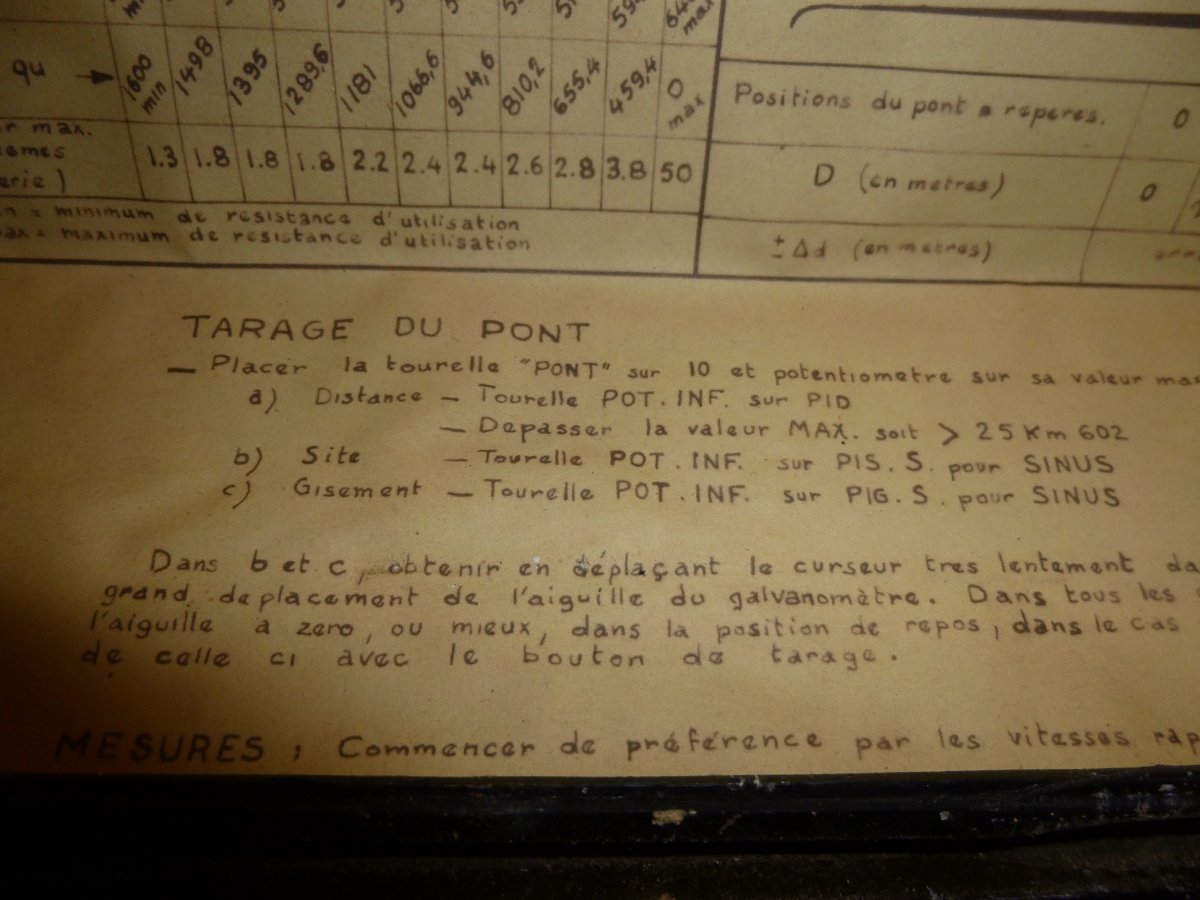 qu → 1600 min 1498 1395 1289,6 1181 1066,6 944,6 810,2 655,4 459,4 0 max
max.
1.3 1.8 1.8 1.8 2.2 2.4 2.4 2.6 2.8 3.8 50
= minimum de resistance d'utilisation
= maximum de resistance d'utilisation
Positions du pont a reperes. 0
D (en metres) 0
± Δd (en metres)
TARAGE DU PONT
— Placer la tourelle "PONT" sur 10 et potentiometre sur sa valeur
a) Distance — Tourelle POT. INF. sur PID
— Depasser la valeur MAX. soit > 25 Km 602
b) Site — Tourelle POT. INF. sur PIS. S. pour SINUS
c) Gisement — Tourelle POT. INF. sur PIG. S. pour SINUS
Dans b et c, obtenir en déplaçant le curseur tres lentement
grand deplacement de l'aiguille du galvanomètre. Dans tous les
l'aiguille a zero, ou mieux, dans la position de repos, dans le cas
de celle ci avec le bouton de tarage.
MESURES : Commencer de préférence par les vitesses